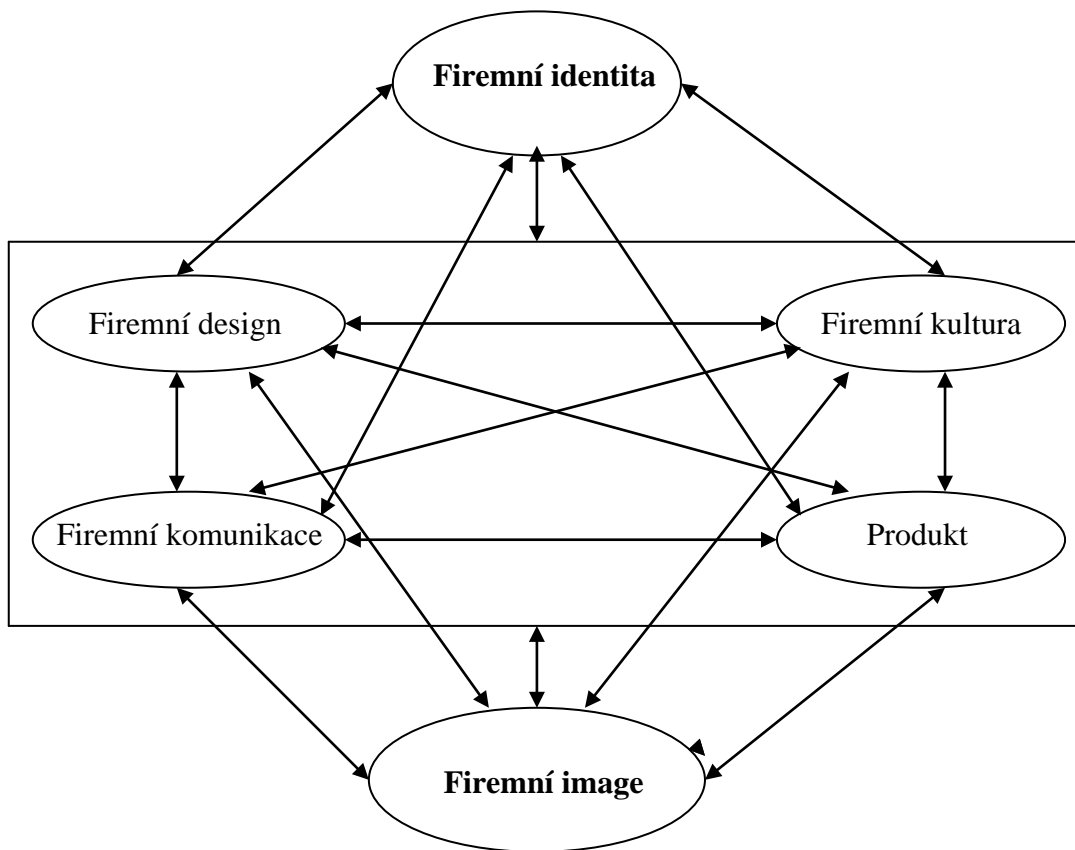 Firemní identita
Firemní design
Firemní kultura
Firemní komunikace
Produkt
Firemní image